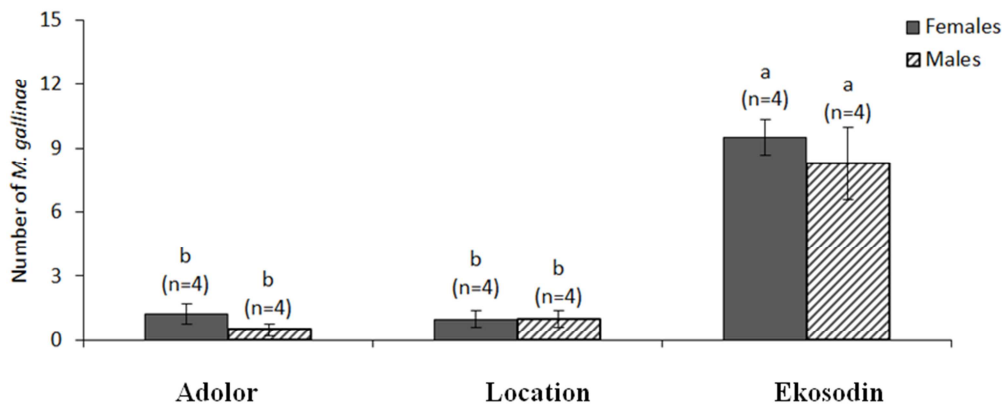 15
Females
Males
12
a
(n=4)
a
(n=4)
9
Number of M. gallinae
6
b
(n=4)
b
(n=4)
b
(n=4)
b
(n=4)
3
0
Adolor
Location
Ekosodin